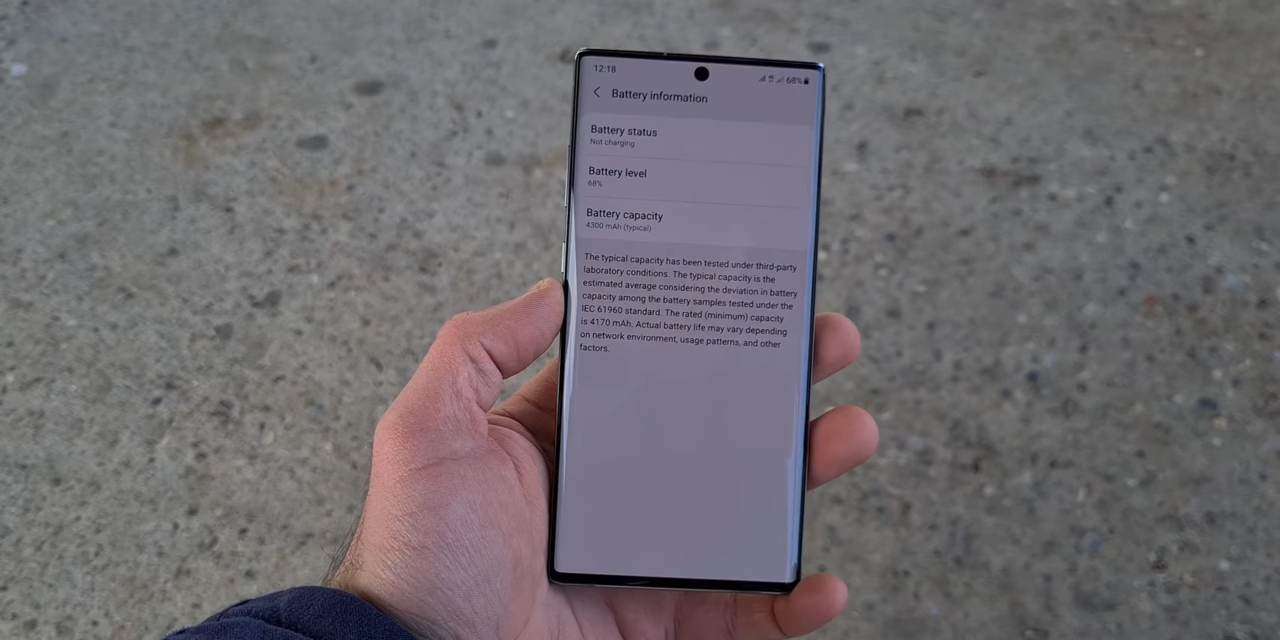 12:18
68%
Battery information
Battery status
Not charging
Battery level
68%
Battery capacity
4300 mAh (typical)
The typical capacity has been tested under third-party
laboratory conditions. The typical capacity is the
estimated average considering the deviation in battery
capacity among the battery samples tested under the
IEC 61960 standard. The rated (minimum) capacity
is 4170 mAh. Actual battery life may vary depending
on network environment, usage patterns, and other
factors.